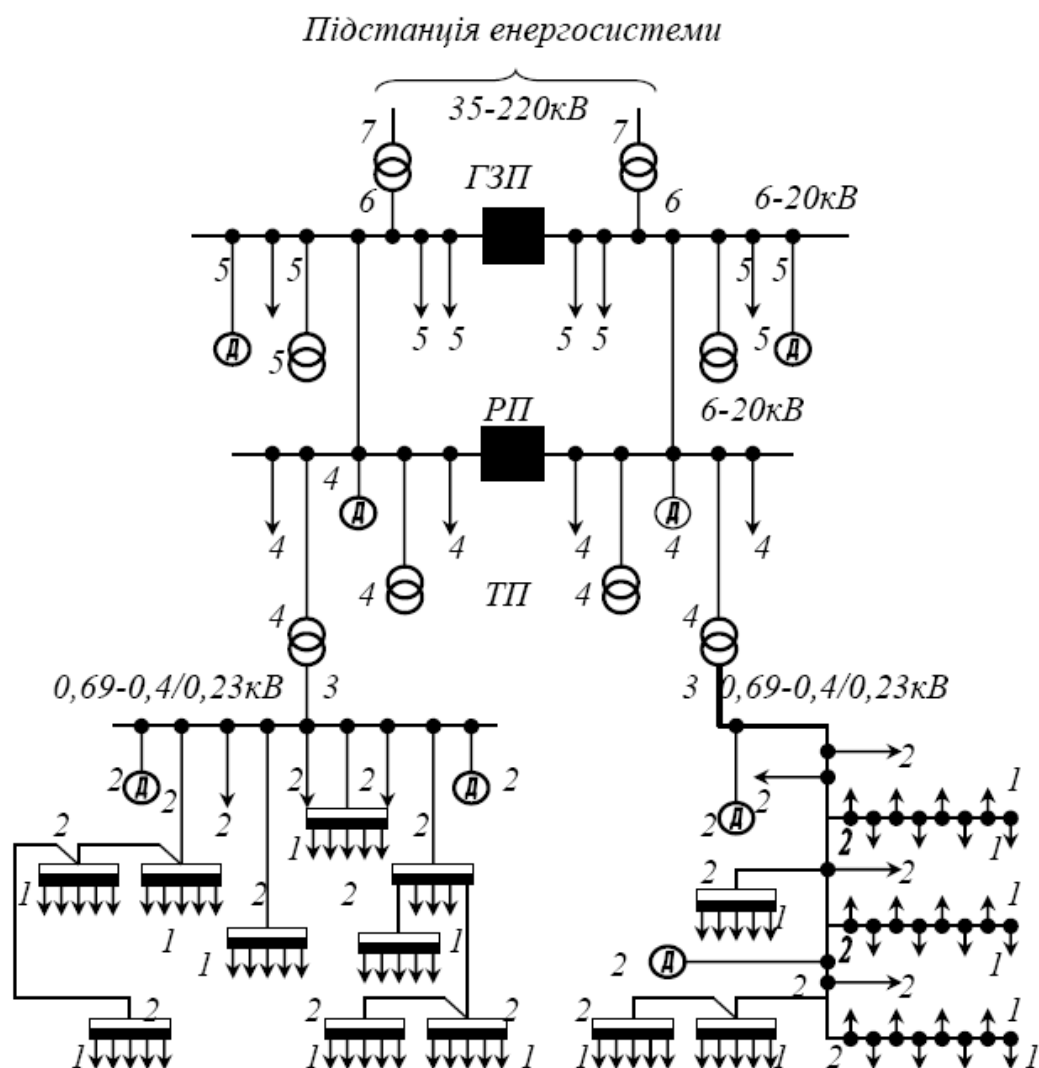 Підстанція енергосистеми
35-220кВ
7 7
ГЗП
6 6 6-20кВ
5 5 5 5
5 5 5 5 5 5
Д Д
РП 6-20кВ
4
Д Д
4 4 4 4 4
4 ТП 4
4 4
0,69-0,4/0,23кВ 3 3 0,69-0,4/0,23кВ
2
2 Д 2 2 2 Д 2 1
2 2 2 2 2 Д 2 1
1
2 2 2 2
1 1 1
1 1 1
2 Д 2 1
2 2
2 2 2 1
1 1 1 1 1 2 1